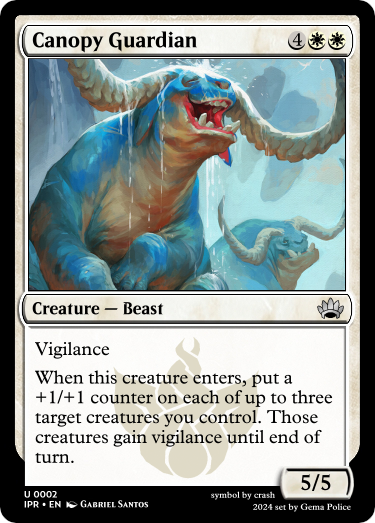 Canopy Guardian 4
Creature — Beast
Vigilance
When this creature enters, put a
+1/+1 counter on each of up to three
target creatures you control. Those
creatures gain vigilance until end of
turn.
5/5
U 0002
symbol by crash
IPR • EN Gabriel Santos
2024 set by Gema Police